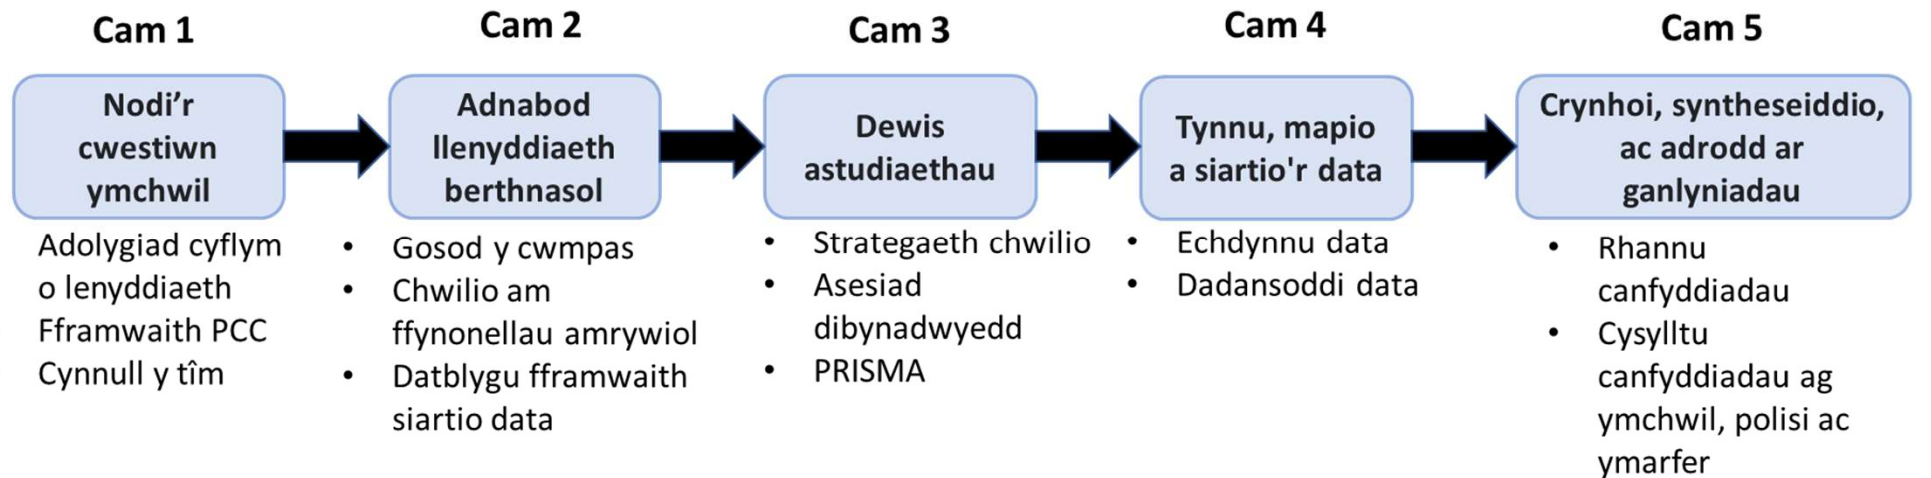 Cam 1
Nodi'r
cwestiwn
ymchwil
Adolygiad cyflym
o lenyddiaeth
Fframwaith PCC
Cynnull y tîm
Cam 2
Adnabod
llenyddiaeth
berthnasol
• Gosod y cwmpas
• Chwilio am
ffynonellau amrywiol
• Datblygu fframwaith
siartio data
Cam 3
Dewis
astudiaethau
• Strategaeth chwilio
• Asesiad
dibynadwyedd
• PRISMA
Cam 4
Tynnu, mapio
a siartio'r data
• Echdynnu data
• Dadansoddi data
Cam 5
Crynhoi, syntheseiddio,
ac adrodd ar
ganlyniadau
• Rhannu
canfyddiadau
• Cysylltu
canfyddiadau ag
ymchwil, polisi ac
ymarfer